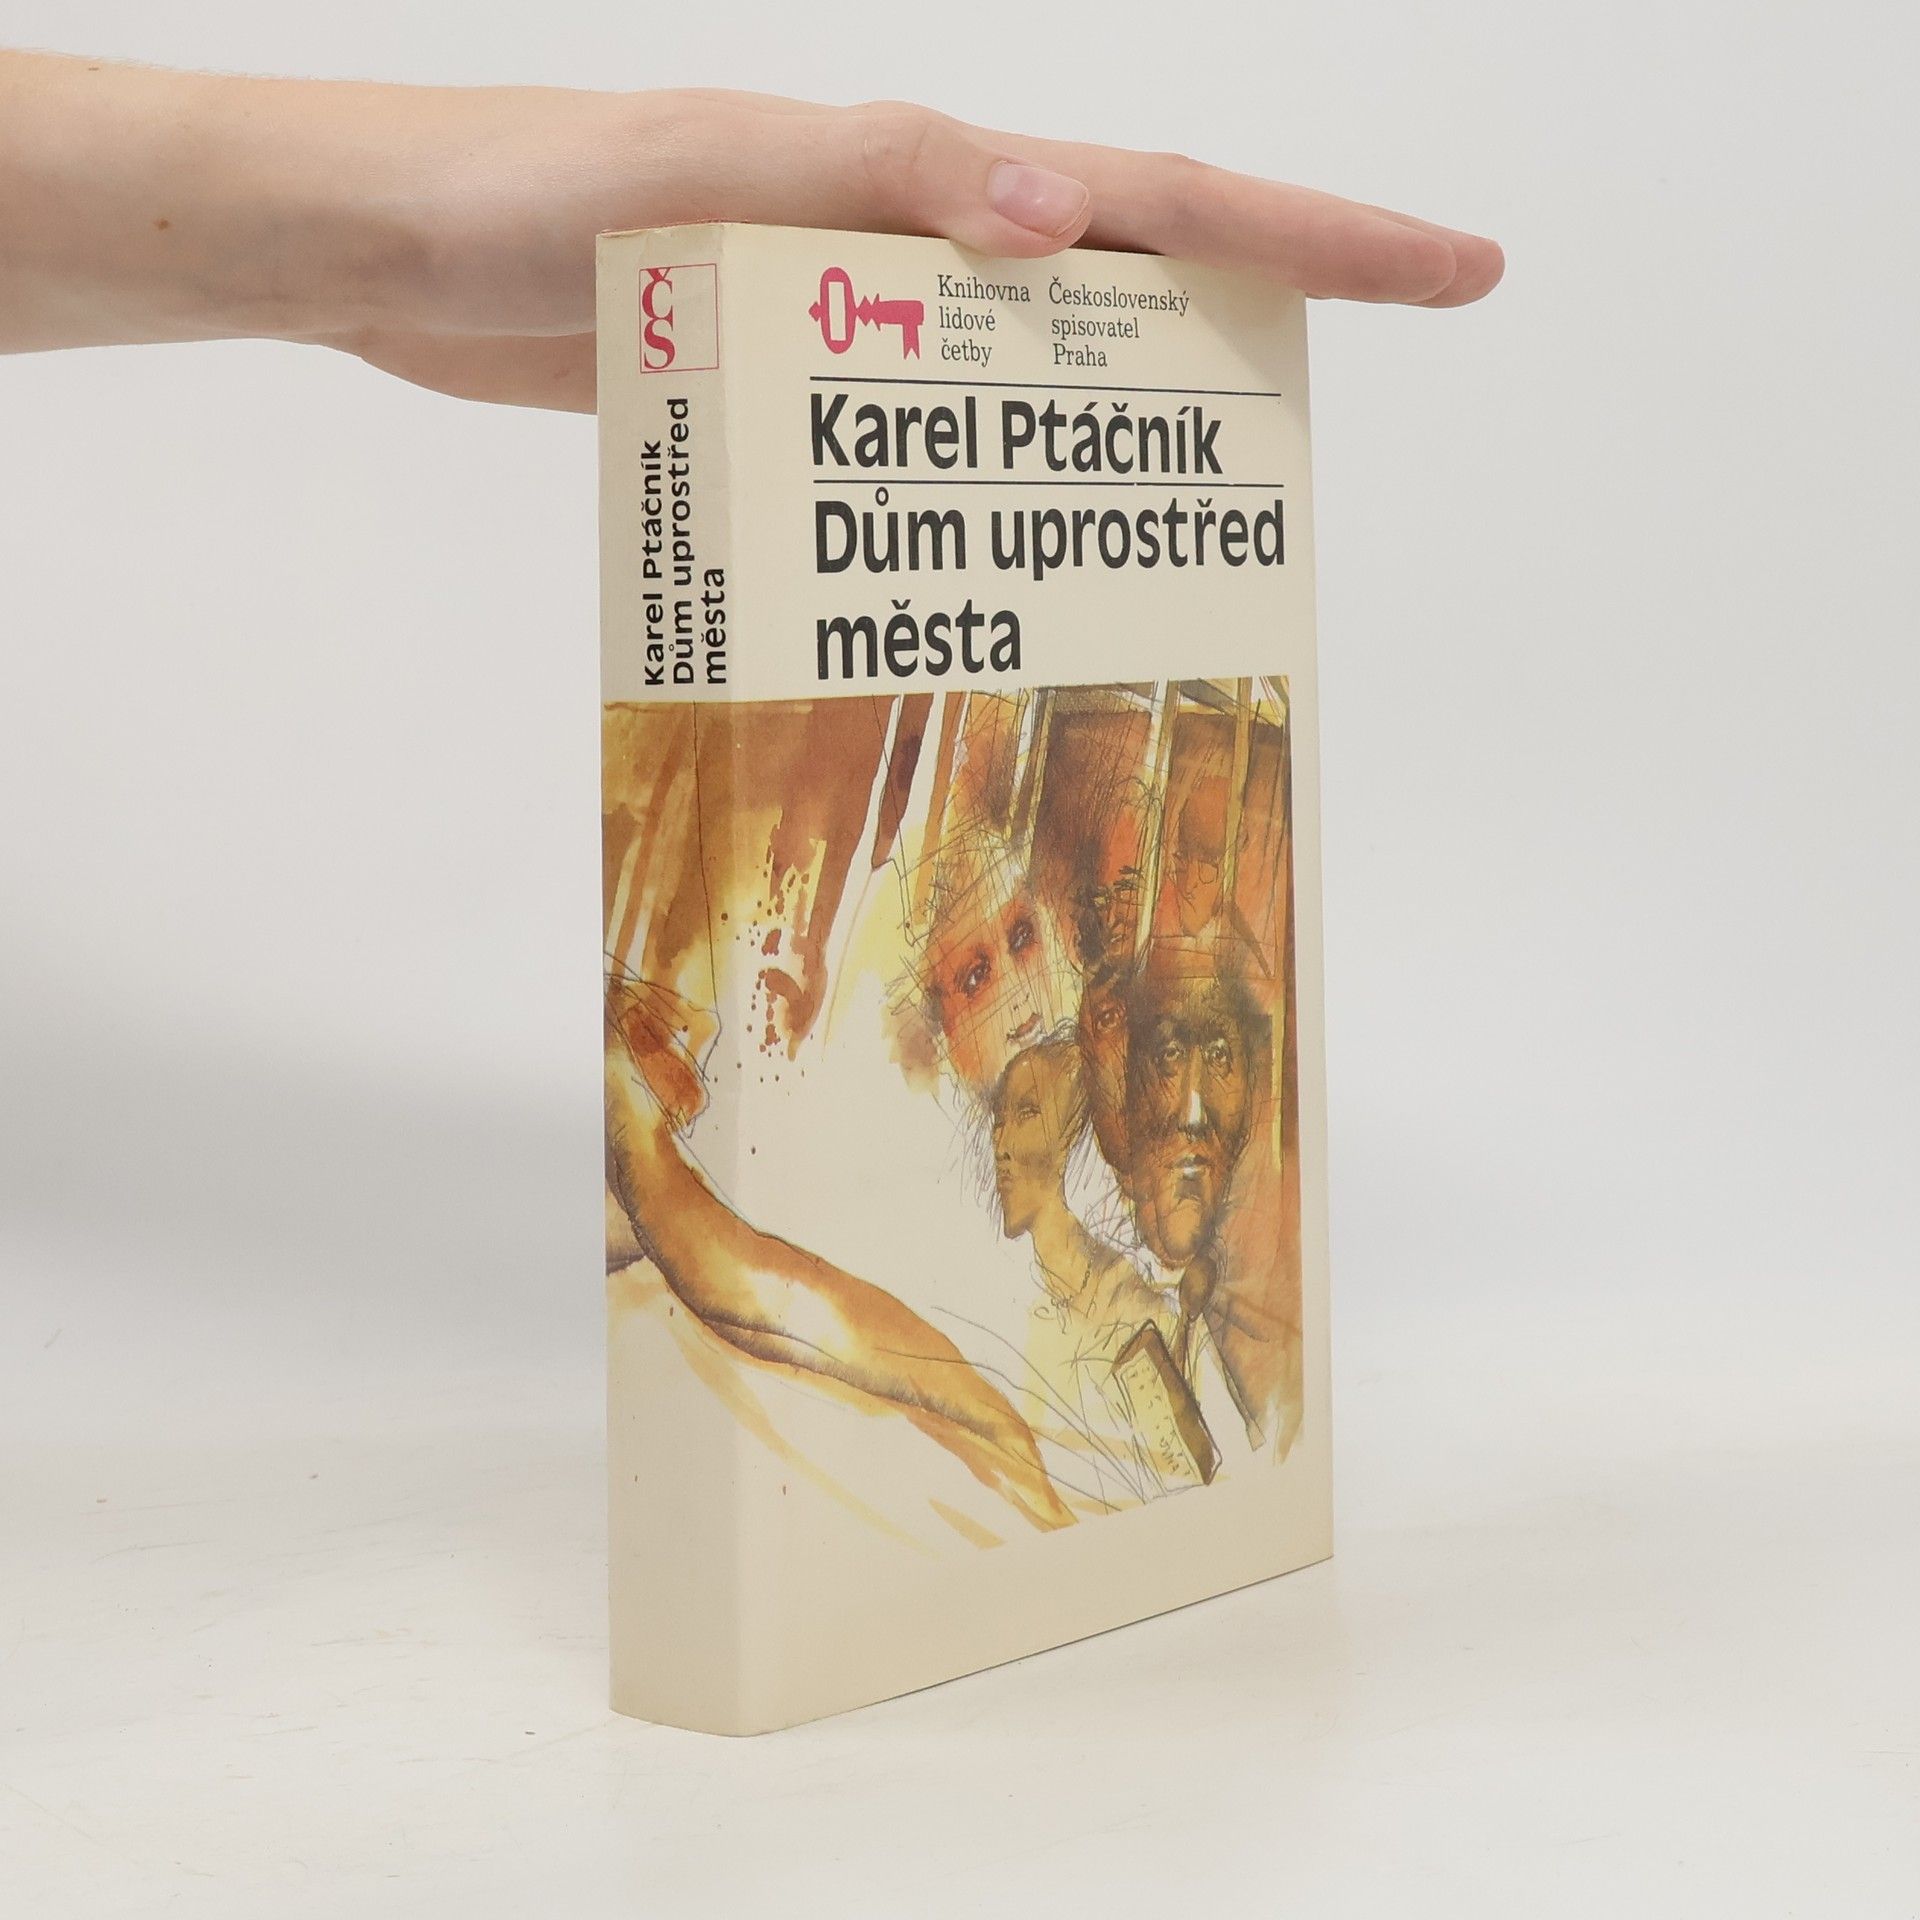 ČS
Karel Ptáčník
Dům uprostřed
města
Knihovna
lidové
četby
Československý
spisovatel
Praha
Karel Ptáčník
Dům uprostřed
města